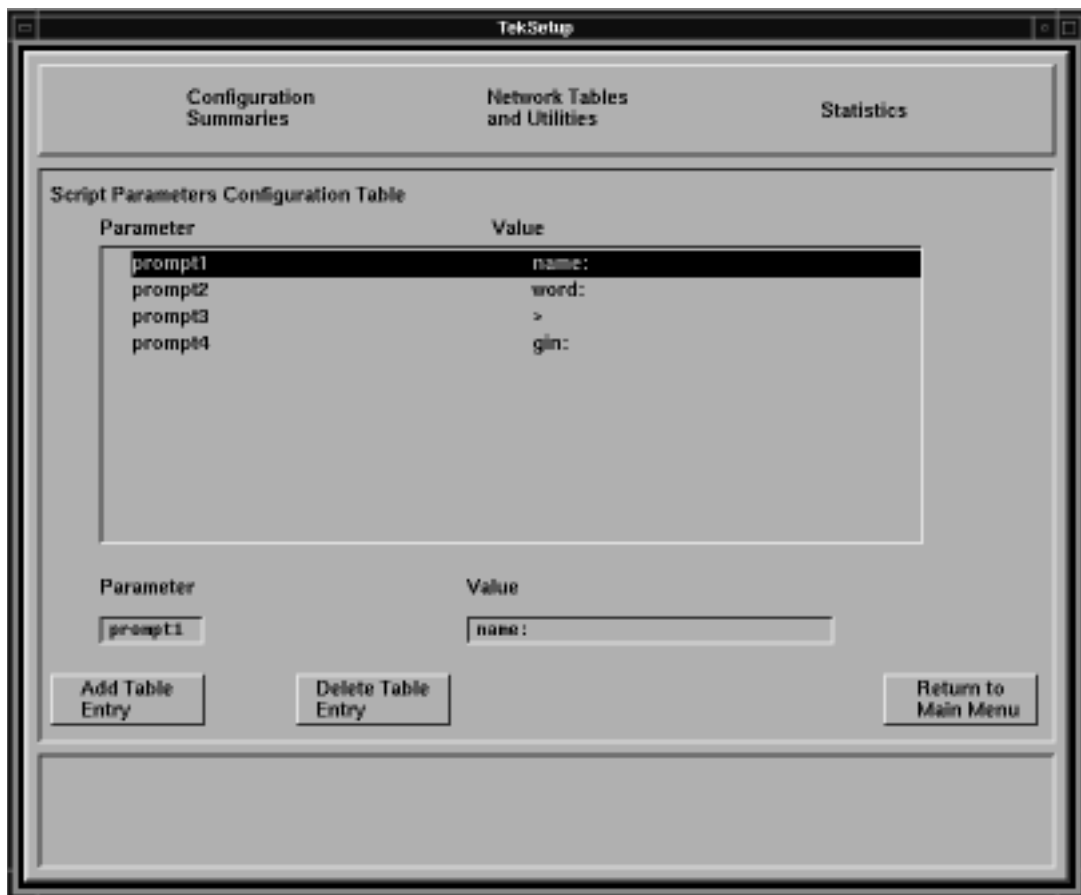 TekSetup
Configuration Summaries
Network Tables and Utilities
Statistics
Script Parameters Configuration Table
Parameter Value
prompt1 name:
prompt2 word:
prompt3 >
prompt4 gin:
Parameter Value
prompt1 name:
Add Table Entry
Delete Table Entry
Return to Main Menu